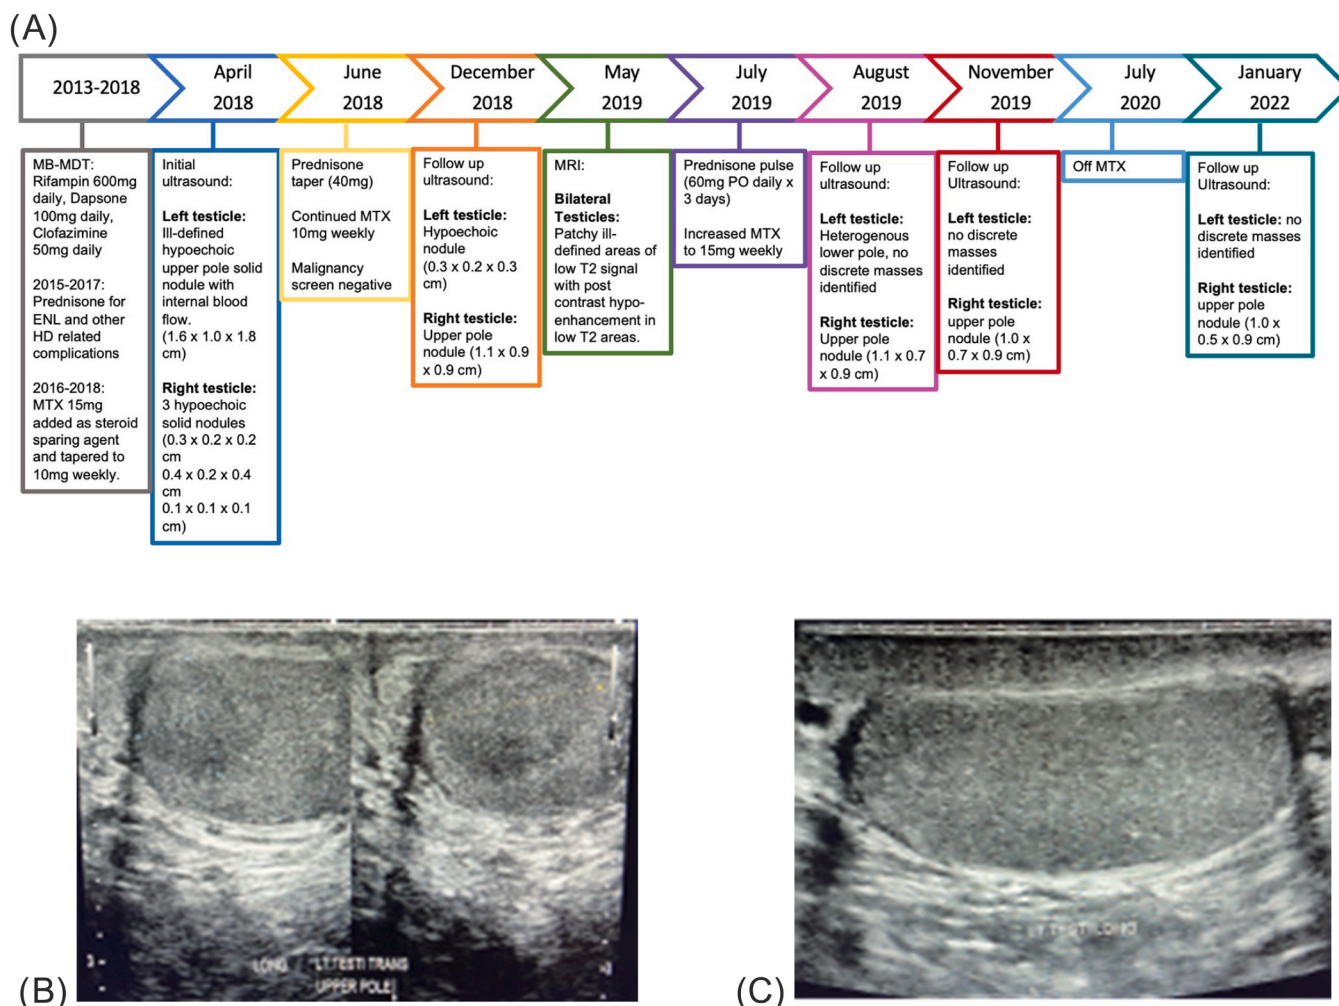 (A)
2013-2018
April
2018
June
2018
December
2018
May
2019
July
2019
August
2019
November
2019
July
2020
January
2022
MB-MDT:
Rifampin 600mg
daily, Dapsone
100mg daily,
Clofazimine
50mg daily
2015-2017:
Prednisone for
ENL and other
HD related
complications
2016-2018:
MTX 15mg
added as steroid
sparing agent
and tapered to
10mg weekly.
Initial
ultrasound:
Left testicle:
Ill-defined
hypoechoic
upper pole solid
nodule with
internal blood
flow.
(1.6 x 1.0 x 1.8
cm)
Right testicle:
3 hypoechoic
solid nodules
(0.3 x 0.2 x 0.2
cm
0.4 x 0.2 x 0.4
cm
0.1 x 0.1 x 0.1
cm)
Prednisone
taper (40mg)
Continued MTX
10mg weekly
Malignancy
screen negative
Follow up
ultrasound:
Left testicle:
Hypoechoic
nodule
(0.3 x 0.2 x 0.3
cm)
Right testicle:
Upper pole
nodule (1.1 x 0.9
x 0.9 cm)
MRI:
Bilateral
Testicles:
Patchy ill-
defined areas of
low T2 signal
with post
contrast hypo-
enhancement in
low T2 areas.
Prednisone pulse
(60mg PO daily x
3 days)
Increased MTX
to 15mg weekly
Follow up
ultrasound:
Left testicle:
Heterogenous
lower pole, no
discrete masses
identified
Right testicle:
Upper pole
nodule (1.1 x 0.7
x 0.9 cm)
Follow up
Ultrasound:
Left testicle:
no discrete
masses
identified
Right testicle:
upper pole
nodule (1.0 x
0.7 x 0.9 cm)
Off MTX
Follow up
Ultrasound:
Left testicle: no
discrete masses
identified
Right testicle:
upper pole
nodule (1.0 x
0.5 x 0.9 cm)
3
LONG
LT TESTI TRANS
UPPER POLE
3
(B)
LT TEST LONG
(C)